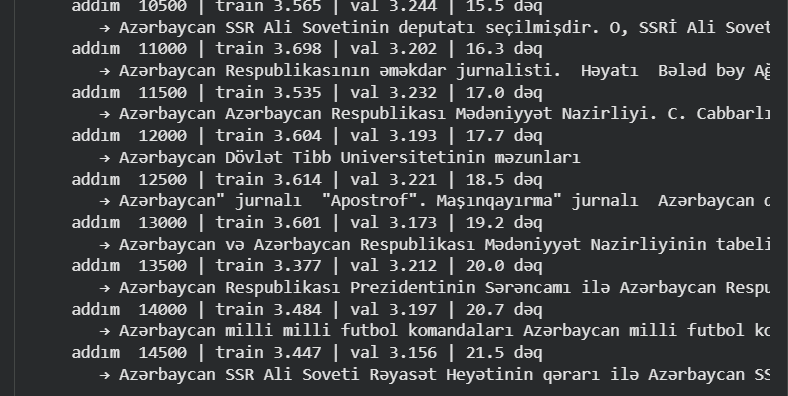 addım  10500 | train 3.565 | val 3.244 | 15.5 dəq
→ Azərbaycan SSR Ali Sovetinin deputatı seçilmişdir. O, SSRİ Ali Sovet
addım  11000 | train 3.698 | val 3.202 | 16.3 dəq
→ Azərbaycan Respublikasının əməkdar jurnalisti.  Həyatı  Bələd bəy Ağ
addım  11500 | train 3.535 | val 3.232 | 17.0 dəq
→ Azərbaycan Azərbaycan Respublikası Mədəniyyət Nazirliyi. C. Cabbarlı
addım  12000 | train 3.604 | val 3.193 | 17.7 dəq
→ Azərbaycan Dövlət Tibb Universitetinin məzunları
addım  12500 | train 3.614 | val 3.221 | 18.5 dəq
→ Azərbaycan" jurnalı  "Apostrof". Maşınqayırma" jurnalı  Azərbaycan
addım  13000 | train 3.601 | val 3.173 | 19.2 dəq
→ Azərbaycan və Azərbaycan Respublikası Mədəniyyət Nazirliyinin tabeli
addım  13500 | train 3.377 | val 3.212 | 20.0 dəq
→ Azərbaycan Respublikası Prezidentinin Sərəncamı ilə Azərbaycan Respu
addım  14000 | train 3.484 | val 3.197 | 20.7 dəq
→ Azərbaycan milli milli futbol komandaları Azərbaycan milli futbol ko
addım  14500 | train 3.447 | val 3.156 | 21.5 dəq
→ Azərbaycan SSR Ali Soveti Rəyasət Heyətinin qərarı ilə Azərbaycan SS